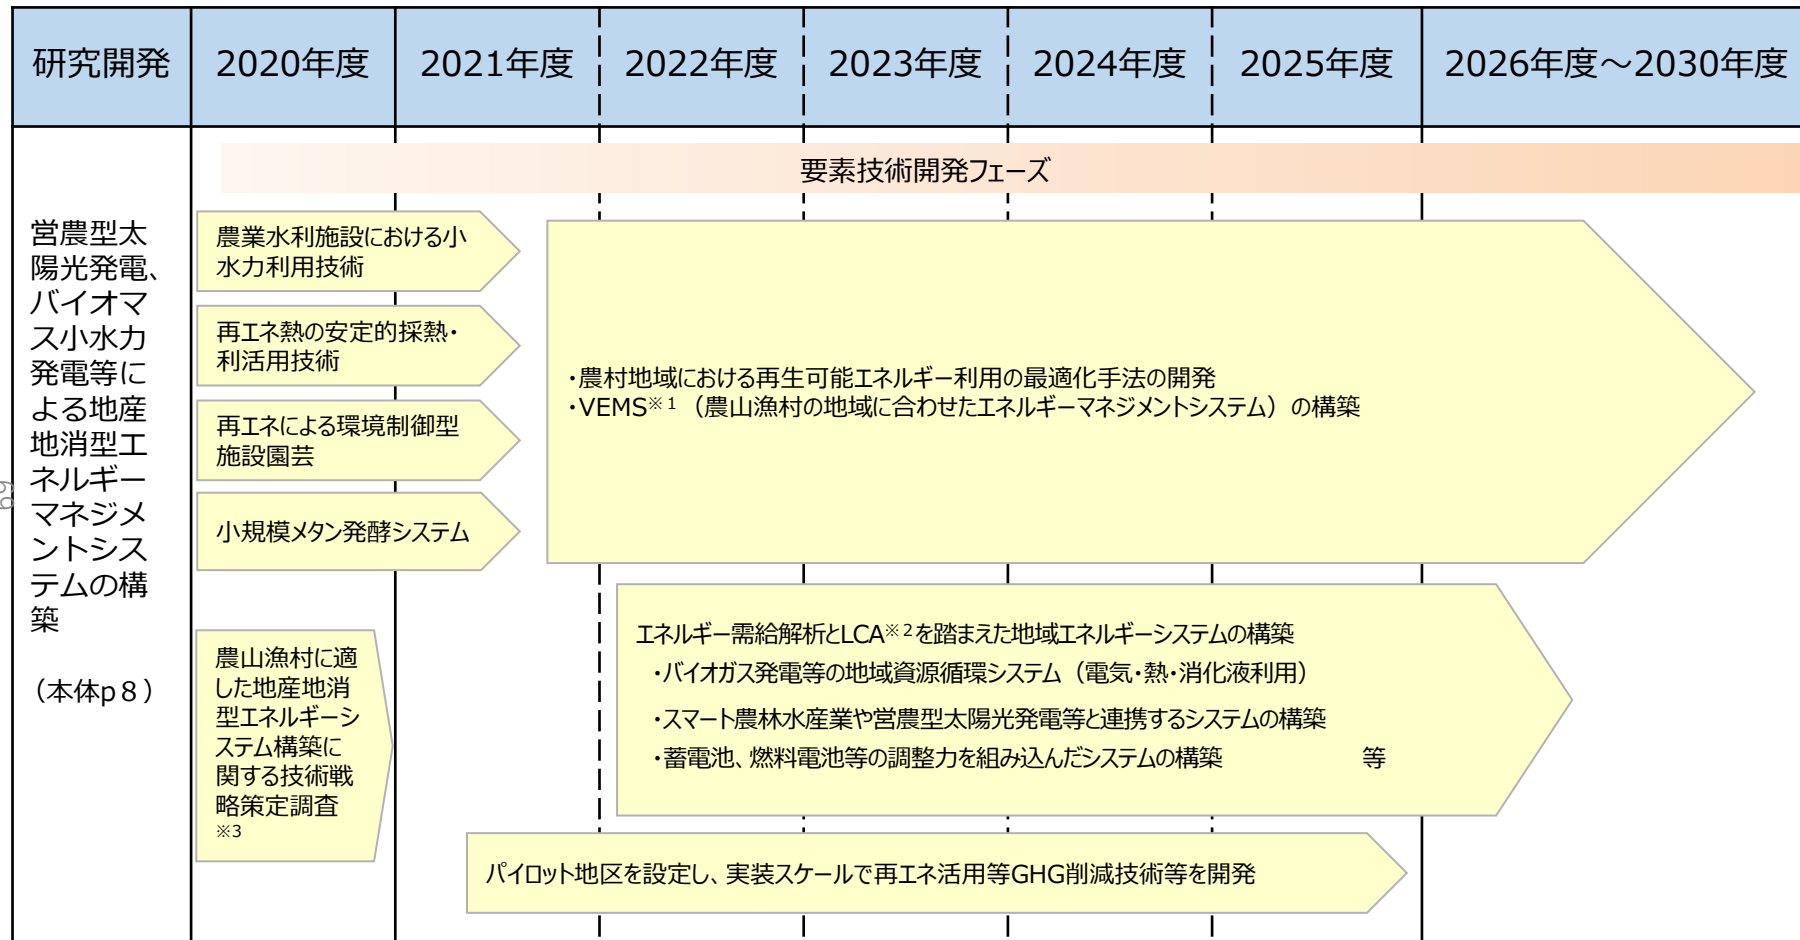 研究開発
2020年度
2021年度
2022年度
2023年度
2024年度
2025年度
2026年度～2030年度
要素技術開発フェーズ
営農型太
陽光発電、
バイオマ
ス小水力
発電等に
よる地産
地消型エ
ネルギー
マネジメ
ントシス
テムの構
築
（本体p８）
農業水利施設における小
水力利用技術
再エネ熱の安定的採熱・
利活用技術
再エネによる環境制御型
施設園芸
小規模メタン発酵システム
・農村地域における再生可能エネルギー利用の最適化手法の開発
・VEMS※1（農山漁村の地域に合わせたエネルギーマネジメントシステム）の構築
農山漁村に適
した地産地消
型エネルギーシ
ステム構築に
関する技術戦
略策定調査
※3
エネルギー需給解析とLCA※2を踏まえた地域エネルギーシステムの構築
・バイオガス発電等の地域資源循環システム（電気・熱・消化液利用）
・スマート農林水産業や営農型太陽光発電等と連携するシステムの構築
・蓄電池、燃料電池等の調整力を組み込んだシステムの構築 等
パイロット地区を設定し、実装スケールで再エネ活用等GHG削減技術等を開発